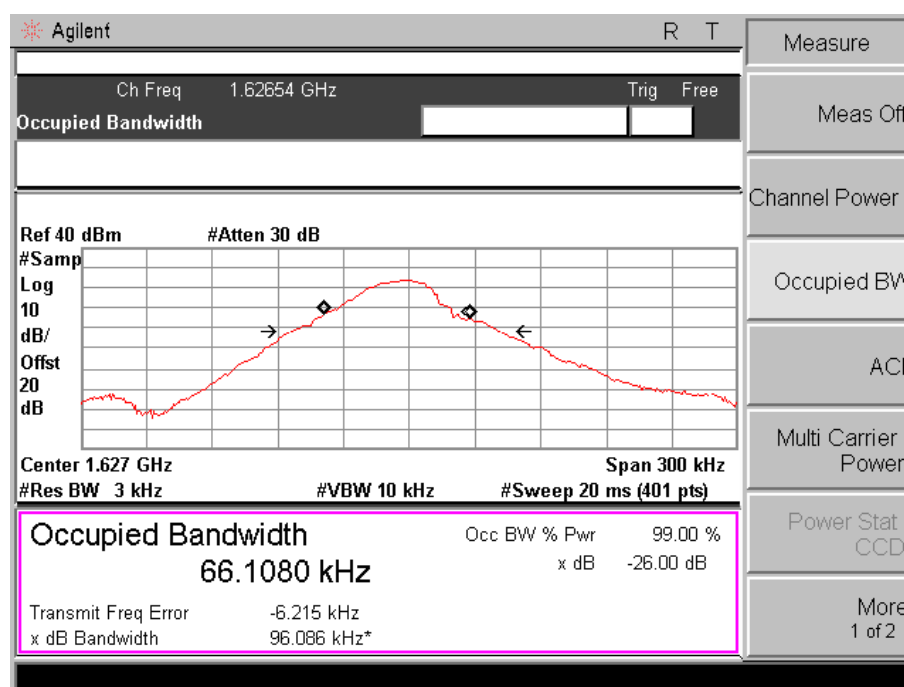 Agilent R T
Ch Freq 1.62654 GHz Trig Free
Occupied Bandwidth
Ref 40 dBm #Atten 30 dB
#Samp
Log
10
dB/
Offst
20
dB
Center 1.627 GHz Span 300 kHz
#Res BW 3 kHz #VBW 10 kHz #Sweep 20 ms (401 pts)
Occupied Bandwidth
66.1080 kHz
Occ BW % Pwr 99.00 %
x dB -26.00 dB
Transmit Freq Error -6.215 kHz
x dB Bandwidth 96.086 kHz*
Measure
Meas Off
Channel Power
Occupied BW
ACP
Multi Carrier
Power
Power Stat
CCD
More
1 of 2